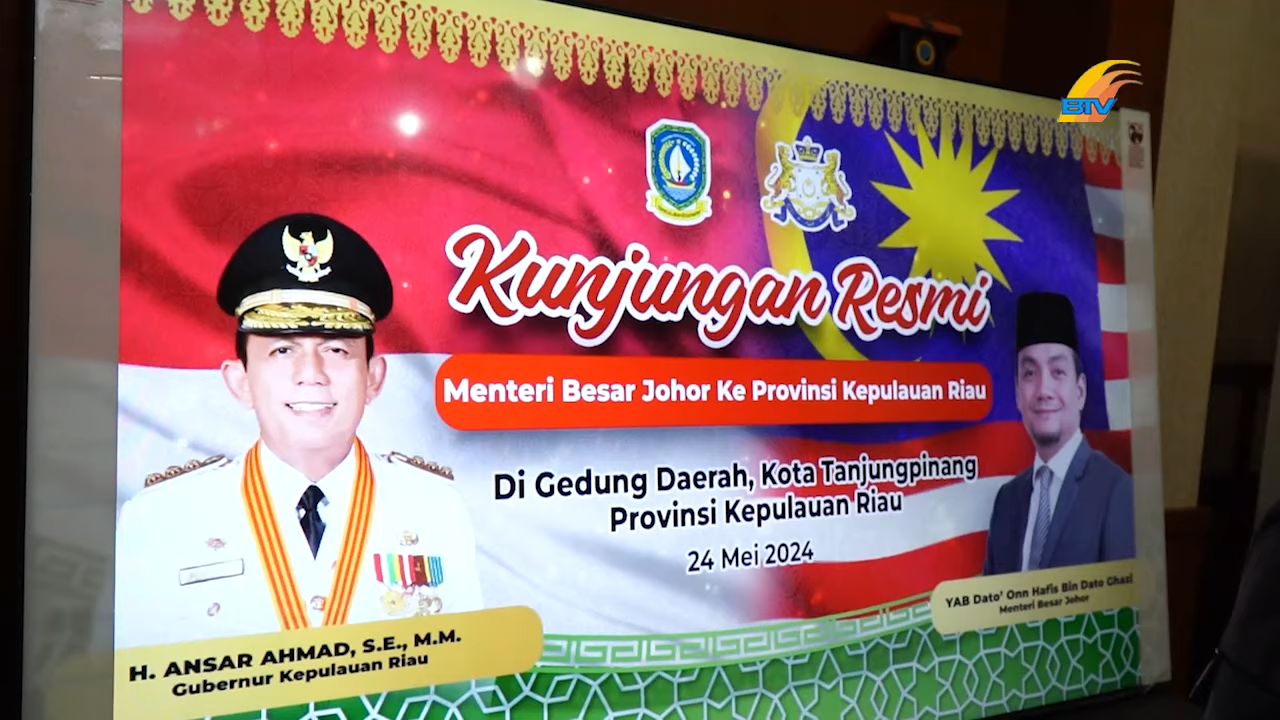 BTV
Kunjungan Resmi
Menteri Besar Johor Ke Provinsi Kepulauan Riau
Di Gedung Daerah, Kota Tanjungpinang
Provinsi Kepulauan Riau
24 Mei 2024
YAB Dato' Onn Hafis Bin Dato Ghazi
Menteri Besar Johor
H. ANSAR AHMAD, S.E., M.M.
Gubernur Kepulauan Riau